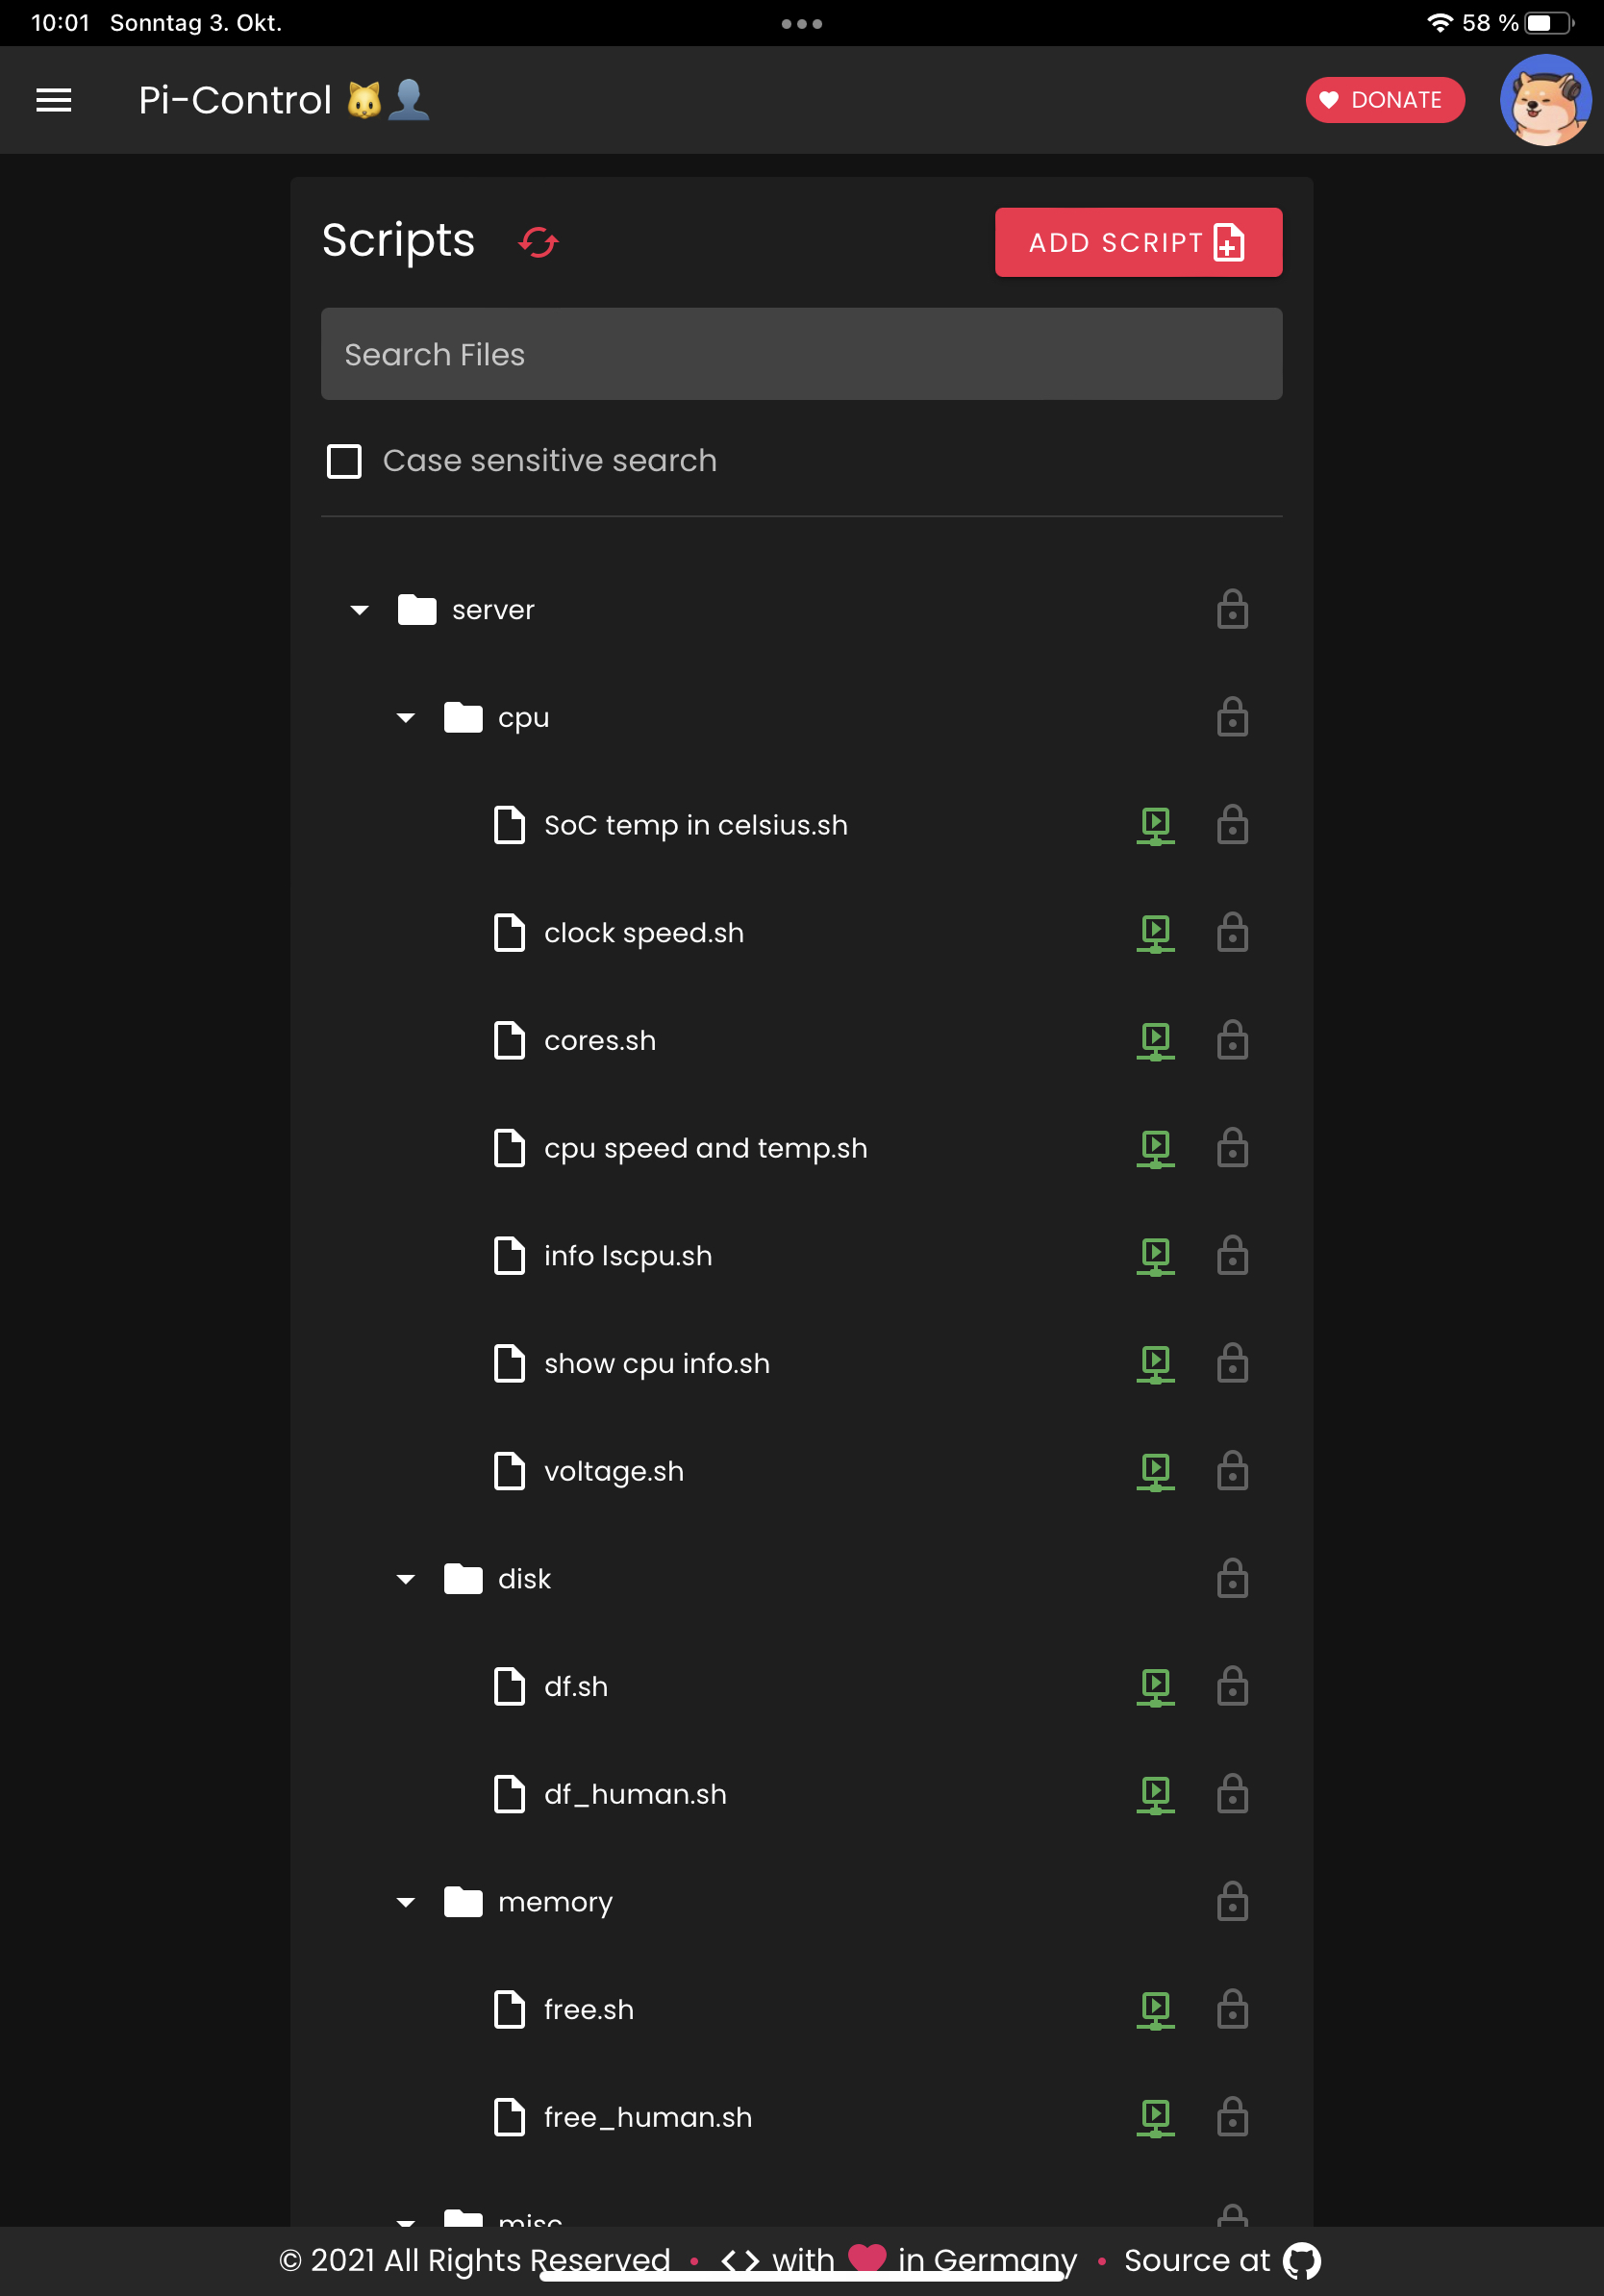 10:01 Sonntag 3. Okt. 58 %
Pi-Control DONATE
Scripts ADD SCRIPT
Search Files
Case sensitive search
server
cpu
SoC temp in celsius.sh
clock speed.sh
cores.sh
cpu speed and temp.sh
info lscpu.sh
show cpu info.sh
voltage.sh
disk
df.sh
df_human.sh
memory
free.sh
free_human.sh
misc
© 2021 All Rights Reserved • <> with ❤ in Germany • Source at